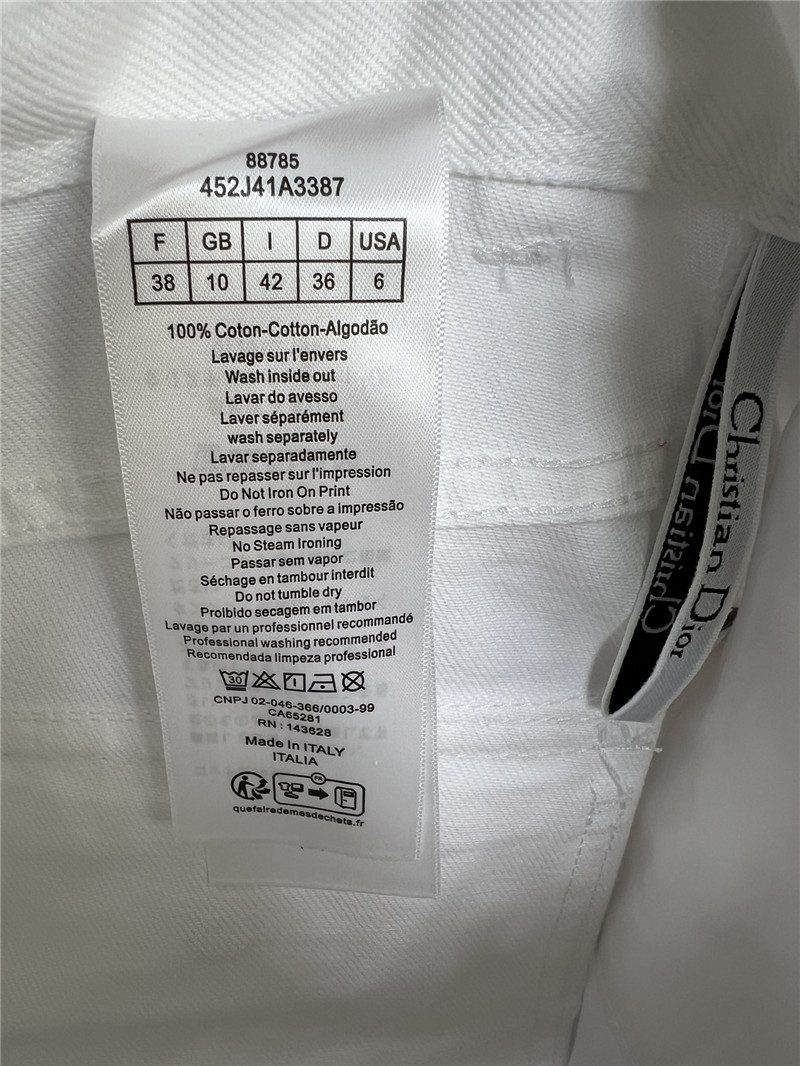 88785
452J41A3387
F GB I D USA
38 10 42 36 6
100% Coton-Cotton-Algodão
Lavage sur l'envers
Wash inside out
Lavar do avesso
Laver séparément
wash separately
Lavar separadamente
Ne pas repasser sur l'impression
Do Not Iron On Print
Não passar o ferro sobre a impressão
Repassage sans vapeur
No Steam Ironing
Passar sem vapor
Séchage en tambour interdit
Do not tumble dry
Proibido secagem em tambor
Lavage par un professionnel recommandé
Professional washing recommended
Recomendada limpeza professional
30
CNPJ 02-046-366/0003-99
CA65281
RN : 143628
Made In ITALY
ITALIA
FR
quefairedemesdechets.fr
Christian Dior
Christian Dior